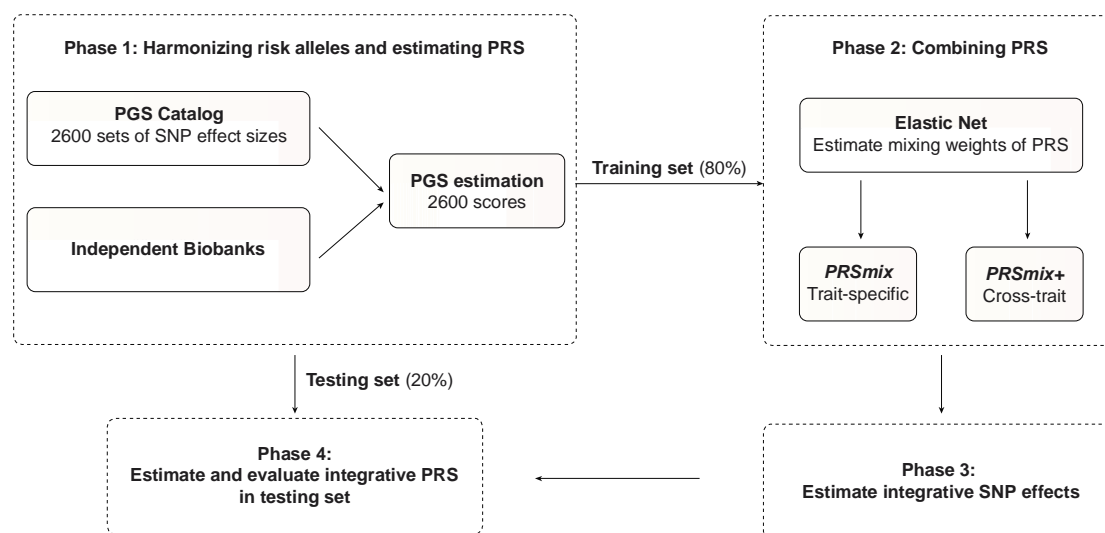 Phase 1: Harmonizing risk alleles and estimating PRS
PGS Catalog
2600 sets of SNP effect sizes
Independent Biobanks
PGS estimation
2600 scores
Training set (80%)
Phase 2: Combining PRS
Elastic Net
Estimate mixing weights of PRS
PRSmix
Trait-specific
PRSmix+
Cross-trait
Testing set (20%)
Phase 4:
Estimate and evaluate integrative PRS
in testing set
Phase 3:
Estimate integrative SNP effects